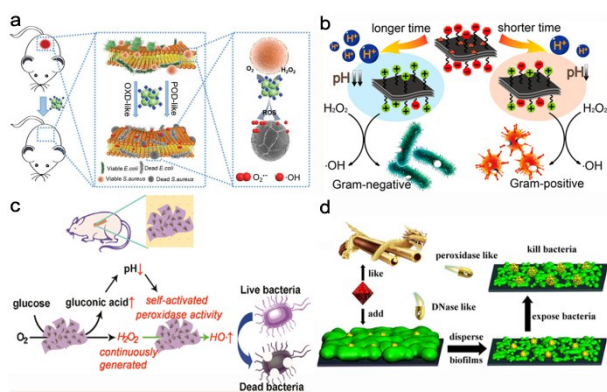 a
O₂
H₂O₂
OXD-like
POD-like
ROS
Viable E.coli
Dead E.coli
Viable S.aureus
Dead S.aureus
O₂•⁻
·OH
b
longer time
shorter time
H⁺
H⁺
H⁺
H⁺
H⁺
pH
pH
H₂O₂
H₂O₂
·OH
·OH
Gram-negative
Gram-positive
c
pH↓
glucose
gluconic acid↑
self-activated
peroxidase activity
O₂
H₂O₂
HO·↑
continuously
generated
Live bacteria
Dead bacteria
d
like
add
peroxidase like
DNase like
kill bacteria
expose bacteria
disperse
biofilms